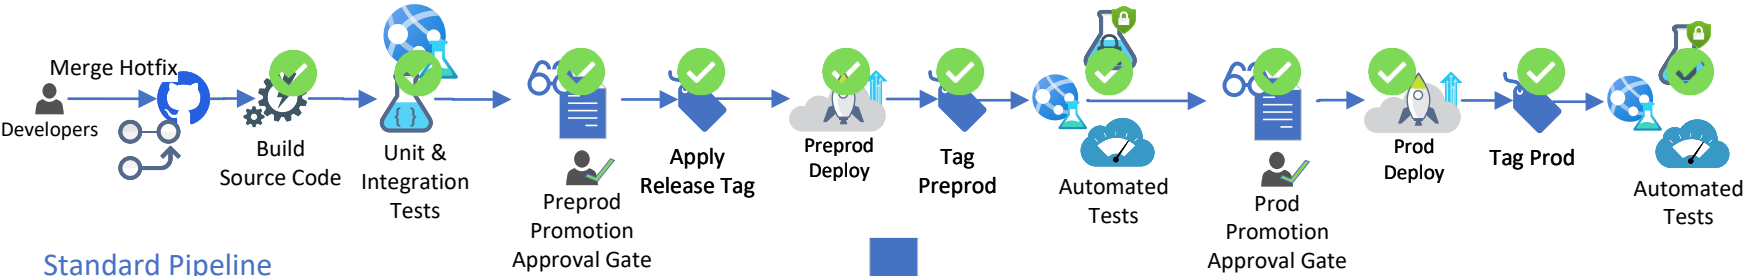 Merge Hotfix
Developers
Build
Source Code
Unit &
Integration
Tests
Preprod
Promotion
Approval Gate
Apply
Release Tag
Preprod
Deploy
Tag
Preprod
Automated
Tests
Prod
Promotion
Approval Gate
Prod
Deploy
Tag Prod
Automated
Tests
Standard Pipeline